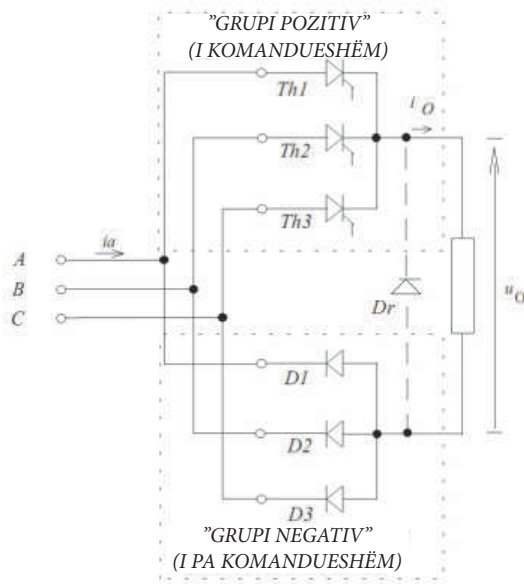 ”GRUPI POZITIV”
(I KOMANDUESHËM)
Th1
i O
Th2
Th3
ia
A
B
C
Dr
u O
D1
D2
D3
”GRUPI NEGATIV”
(I PA KOMANDUESHËM)